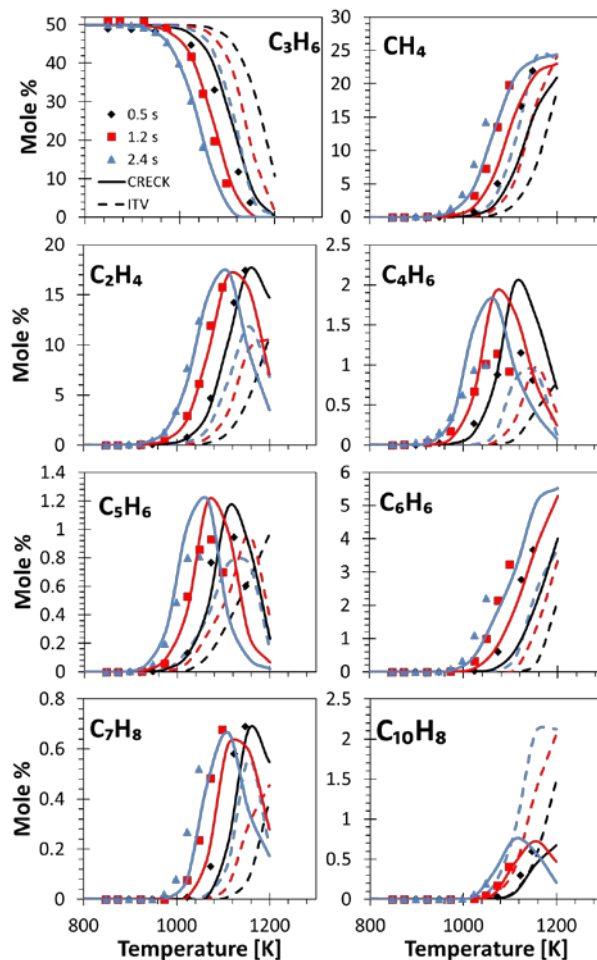 C3H6
CH4
Mole %
50
40
30
20
10
0
0.5 s
1.2 s
2.4 s
CRECK
ITV
30
25
20
15
10
5
0
C2H4
C4H6
Mole %
20
15
10
5
0
2.5
2
1.5
1
0.5
0
C5H6
C6H6
Mole %
1.4
1.2
1
0.8
0.6
0.4
0.2
0
6
5
4
3
2
1
0
C7H8
C10H8
Mole %
0.8
0.6
0.4
0.2
0
2.5
2
1.5
1
0.5
0
800 1000 1200
800 1000 1200
Temperature [K]
Temperature [K]